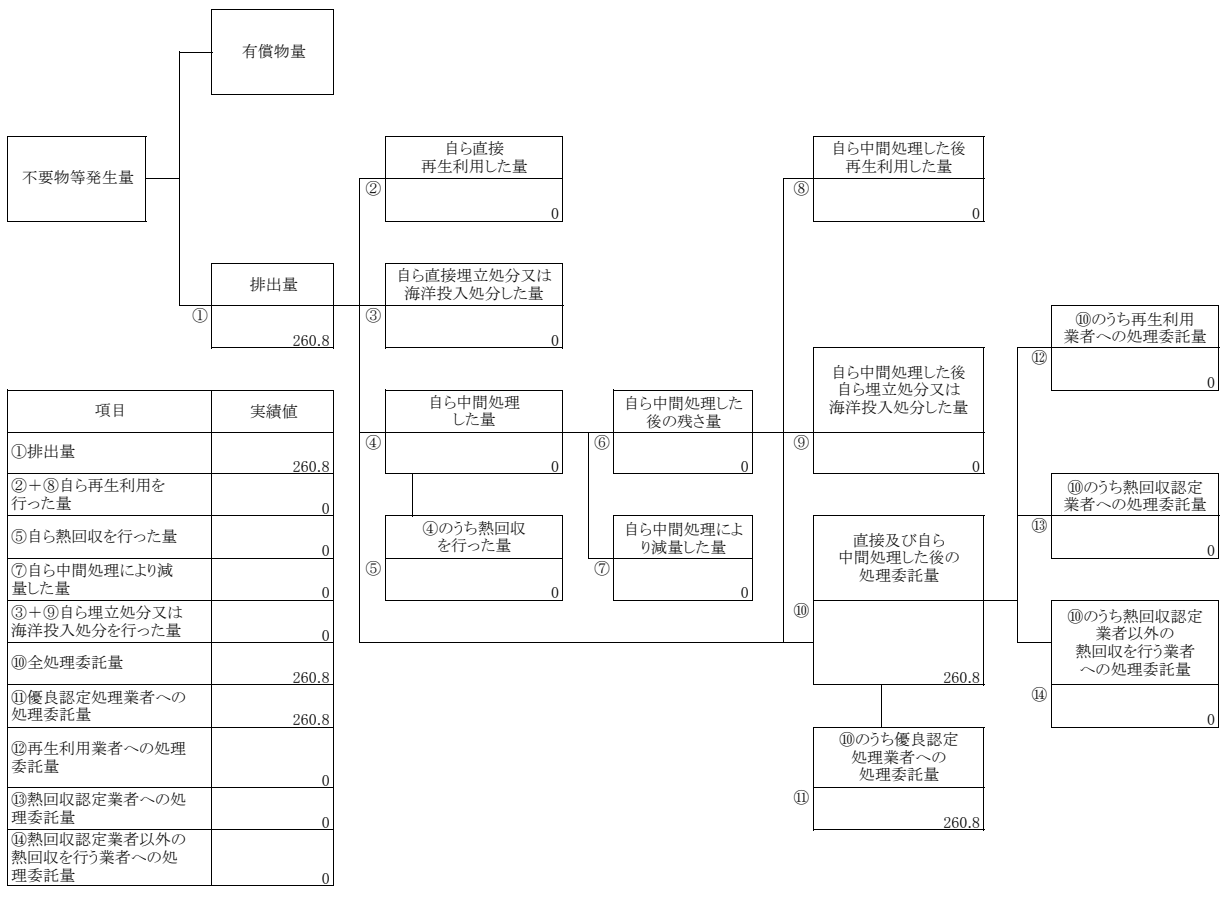 有償物量
不要物等発生量
自ら直接
再生利用した量
②
0
自ら中間処理した後
再生利用した量
⑧
0
排出量
①
260.8
自ら直接埋立処分又は
海洋投入処分した量
③
0
⑩のうち再生利用
業者への処理委託量
⑫
0
自ら中間処理
した量
④
0
自ら中間処理した
後の残さ量
⑥
0
自ら中間処理した後
自ら埋立処分又は
海洋投入処分した量
⑨
0
⑩のうち熱回収認定
業者への処理委託量
⑬
0
④のうち熱回収
を行った量
⑤
0
自ら中間処理によ
り減量した量
⑦
0
直接及び自ら
中間処理した後の
処理委託量
⑩
260.8
⑩のうち熱回収認定
業者以外の
熱回収を行う業者
への処理委託量
⑭
0
⑩のうち優良認定
処理業者への
処理委託量
⑪
260.8
項目 実績値
①排出量
260.8
②+⑧自ら再生利用を
行った量
0
⑤自ら熱回収を行った量
0
⑦自ら中間処理により減
量した量
0
③+⑨自ら埋立処分又は
海洋投入処分を行った量
0
⑩全処理委託量
260.8
⑪優良認定処理業者への
処理委託量
260.8
⑫再生利用業者への処理
委託量
0
⑬熱回収認定業者への処
理委託量
0
⑭熱回収認定業者以外の
熱回収を行う業者への処
理委託量
0